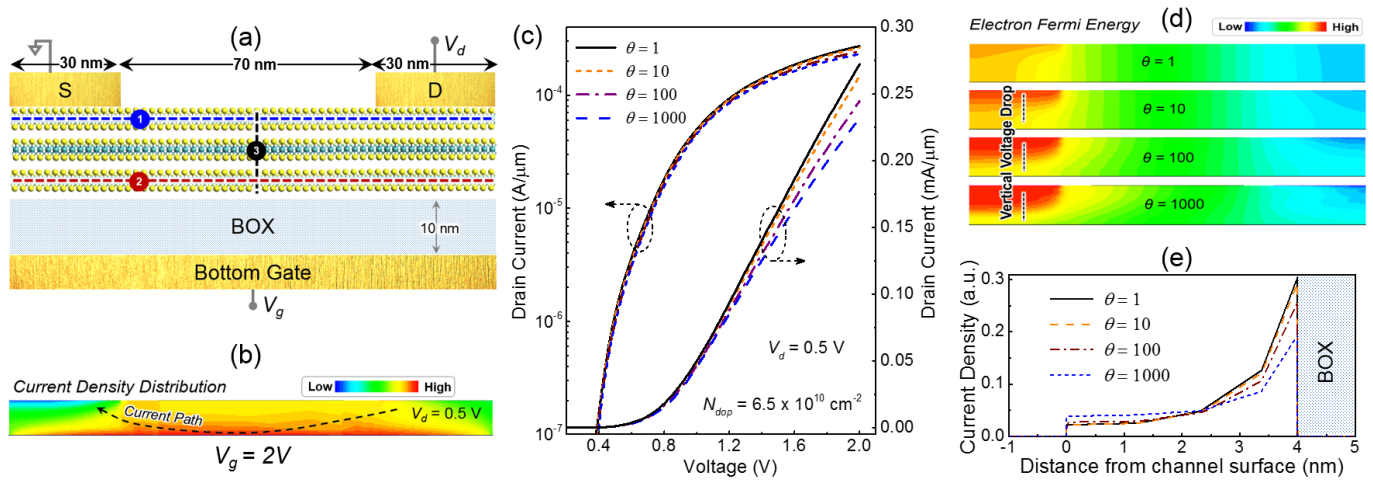 (a)
V_d
30 nm
70 nm
30 nm
S
D
1
3
2
BOX
10 nm
Bottom Gate
V_g
(b)
Current Density Distribution
Low
High
Current Path
V_d = 0.5 V
V_g = 2V
(c)
θ = 1
θ = 10
θ = 100
θ = 1000
Drain Current (A/μm)
10^-4
10^-5
10^-6
10^-7
0.4
0.8
1.2
1.6
2.0
Voltage (V)
V_d = 0.5 V
N_dop = 6.5 x 10^10 cm^-2
0.30
0.25
0.20
0.15
0.10
0.05
0.00
Drain Current (mA/μm)
(d)
Electron Fermi Energy
Low
High
θ = 1
θ = 10
θ = 100
θ = 1000
Vertical Voltage Drop
(e)
Current Density (a.u.)
0.3
0.2
0.1
0.0
θ = 1
θ = 10
θ = 100
θ = 1000
BOX
-1
0
1
2
3
4
5
Distance from channel surface (nm)